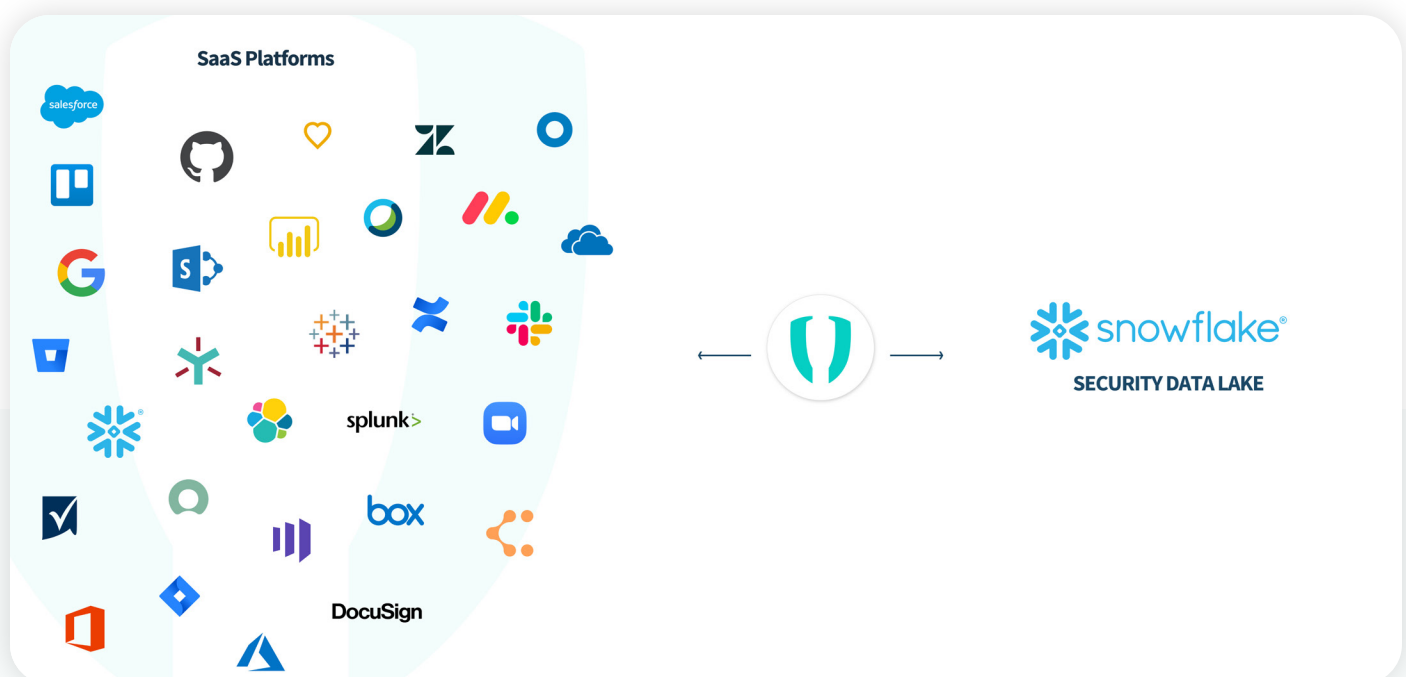 SaaS Platforms
salesforce
S
splunk>
box
DocuSign
snowflake®
SECURITY DATA LAKE
®